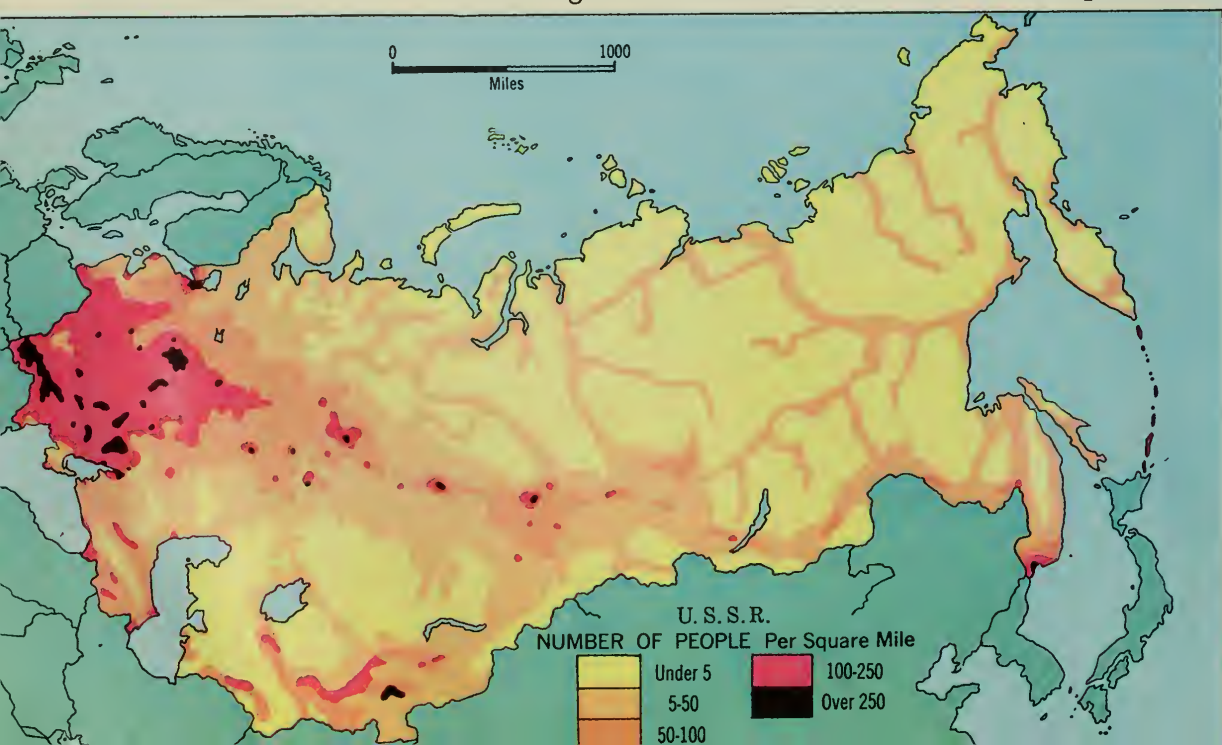 0 1000
Miles
U.S.S.R.
NUMBER OF PEOPLE Per Square Mile
Under 5
5-50
50-100
100-250
Over 250